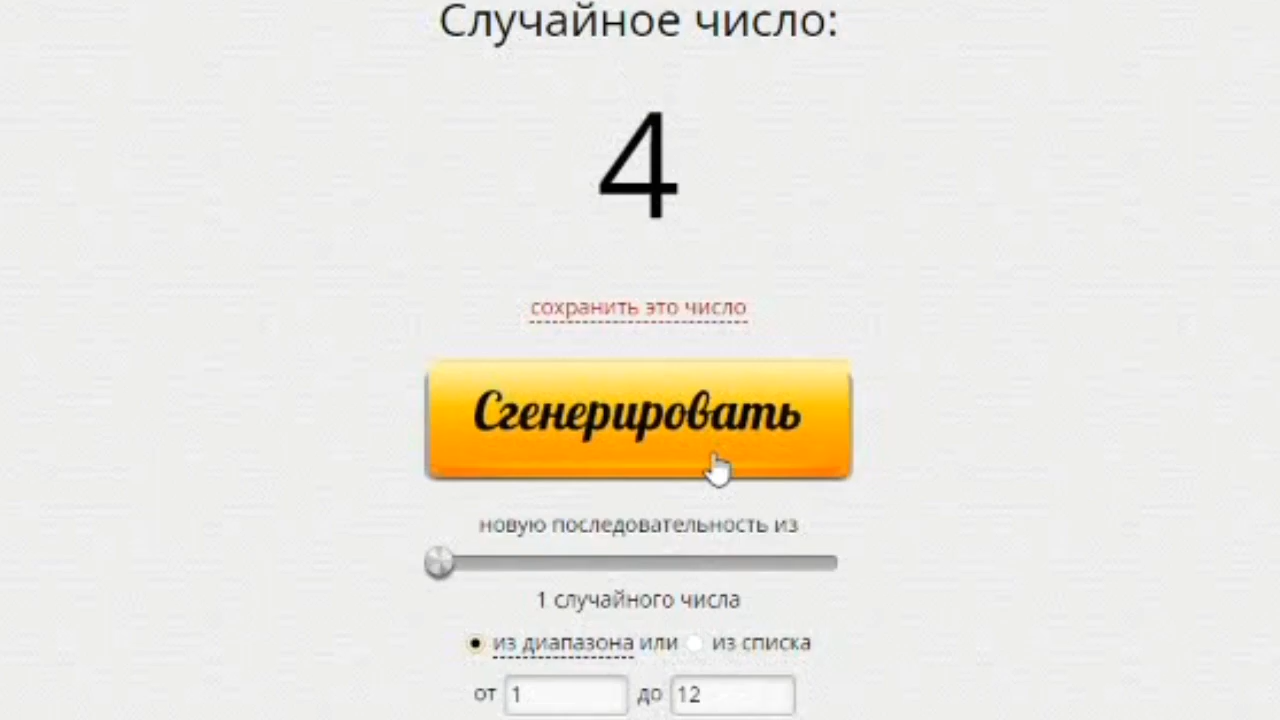 Случайное число:
4
сохранить это число
Сгенерировать
новую последовательность из
1 случайного числа
из диапазона или из списка
от 1 до 12